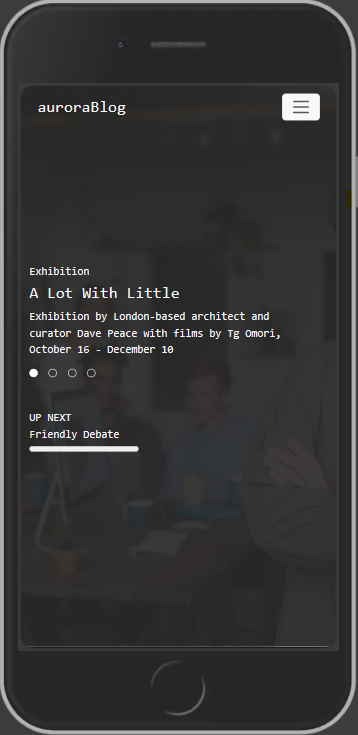 auroraBlog
Exhibition
A Lot With Little
Exhibition by London-based architect and
curator Dave Peace with films by Tg Omori,
October 16 - December 10
UP NEXT
Friendly Debate